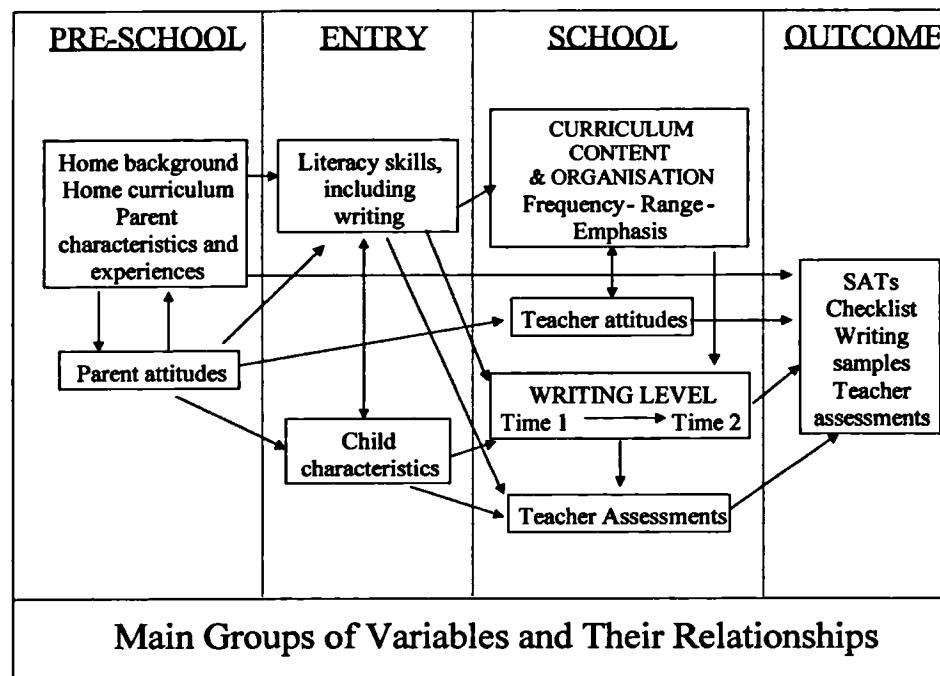 PRE-SCHOOL
ENTRY
SCHOOL
OUTCOME
Home background
Home curriculum
Parent
characteristics and
experiences
Parent attitudes
Literacy skills,
including
writing
Child
characteristics
CURRICULUM
CONTENT
& ORGANISATION
Frequency - Range -
Emphasis
Teacher attitudes
WRITING LEVEL
Time 1 Time 2
Teacher Assessments
SATs
Checklist
Writing
samples
Teacher
assessments
Main Groups of Variables and Their Relationships